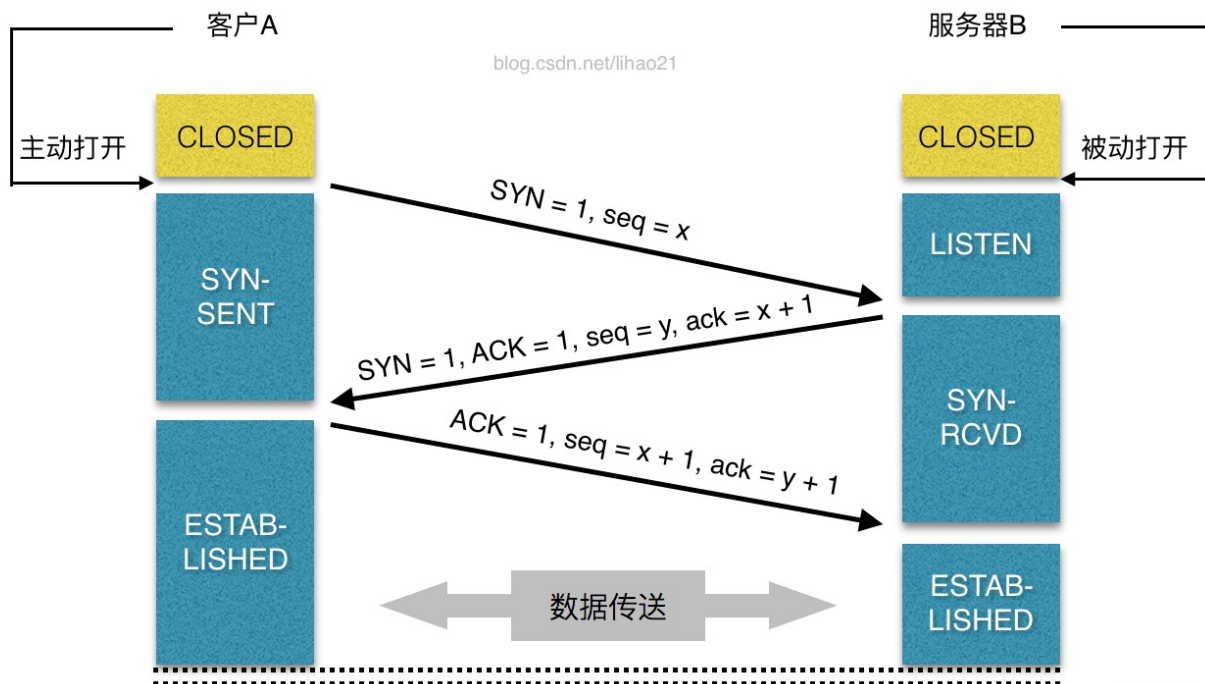 客户A
服务器B
blog.csdn.net/lihao21
CLOSED
CLOSED
主动打开
被动打开
SYN = 1, seq = x
LISTEN
SYN-
SENT
SYN = 1, ACK = 1, seq = y, ack = x + 1
SYN-
RCVD
ACK = 1, seq = x + 1, ack = y + 1
ESTAB-
LISHED
数据传送
ESTAB-
LISHED